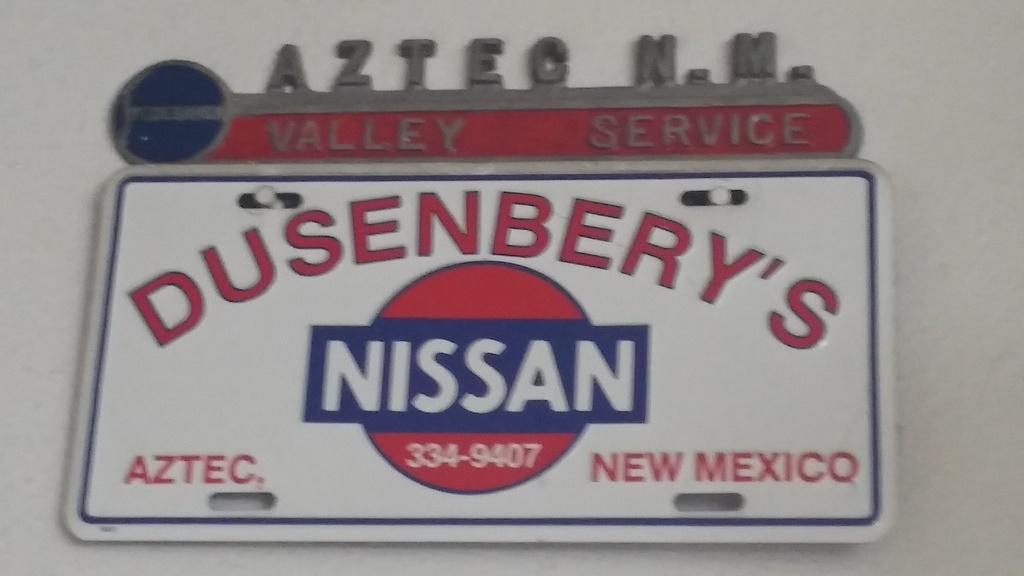 AZTEC N.M.
VALLEY SERVICE
DUSENBERY'S
NISSAN
334-9407
AZTEC, NEW MEXICO